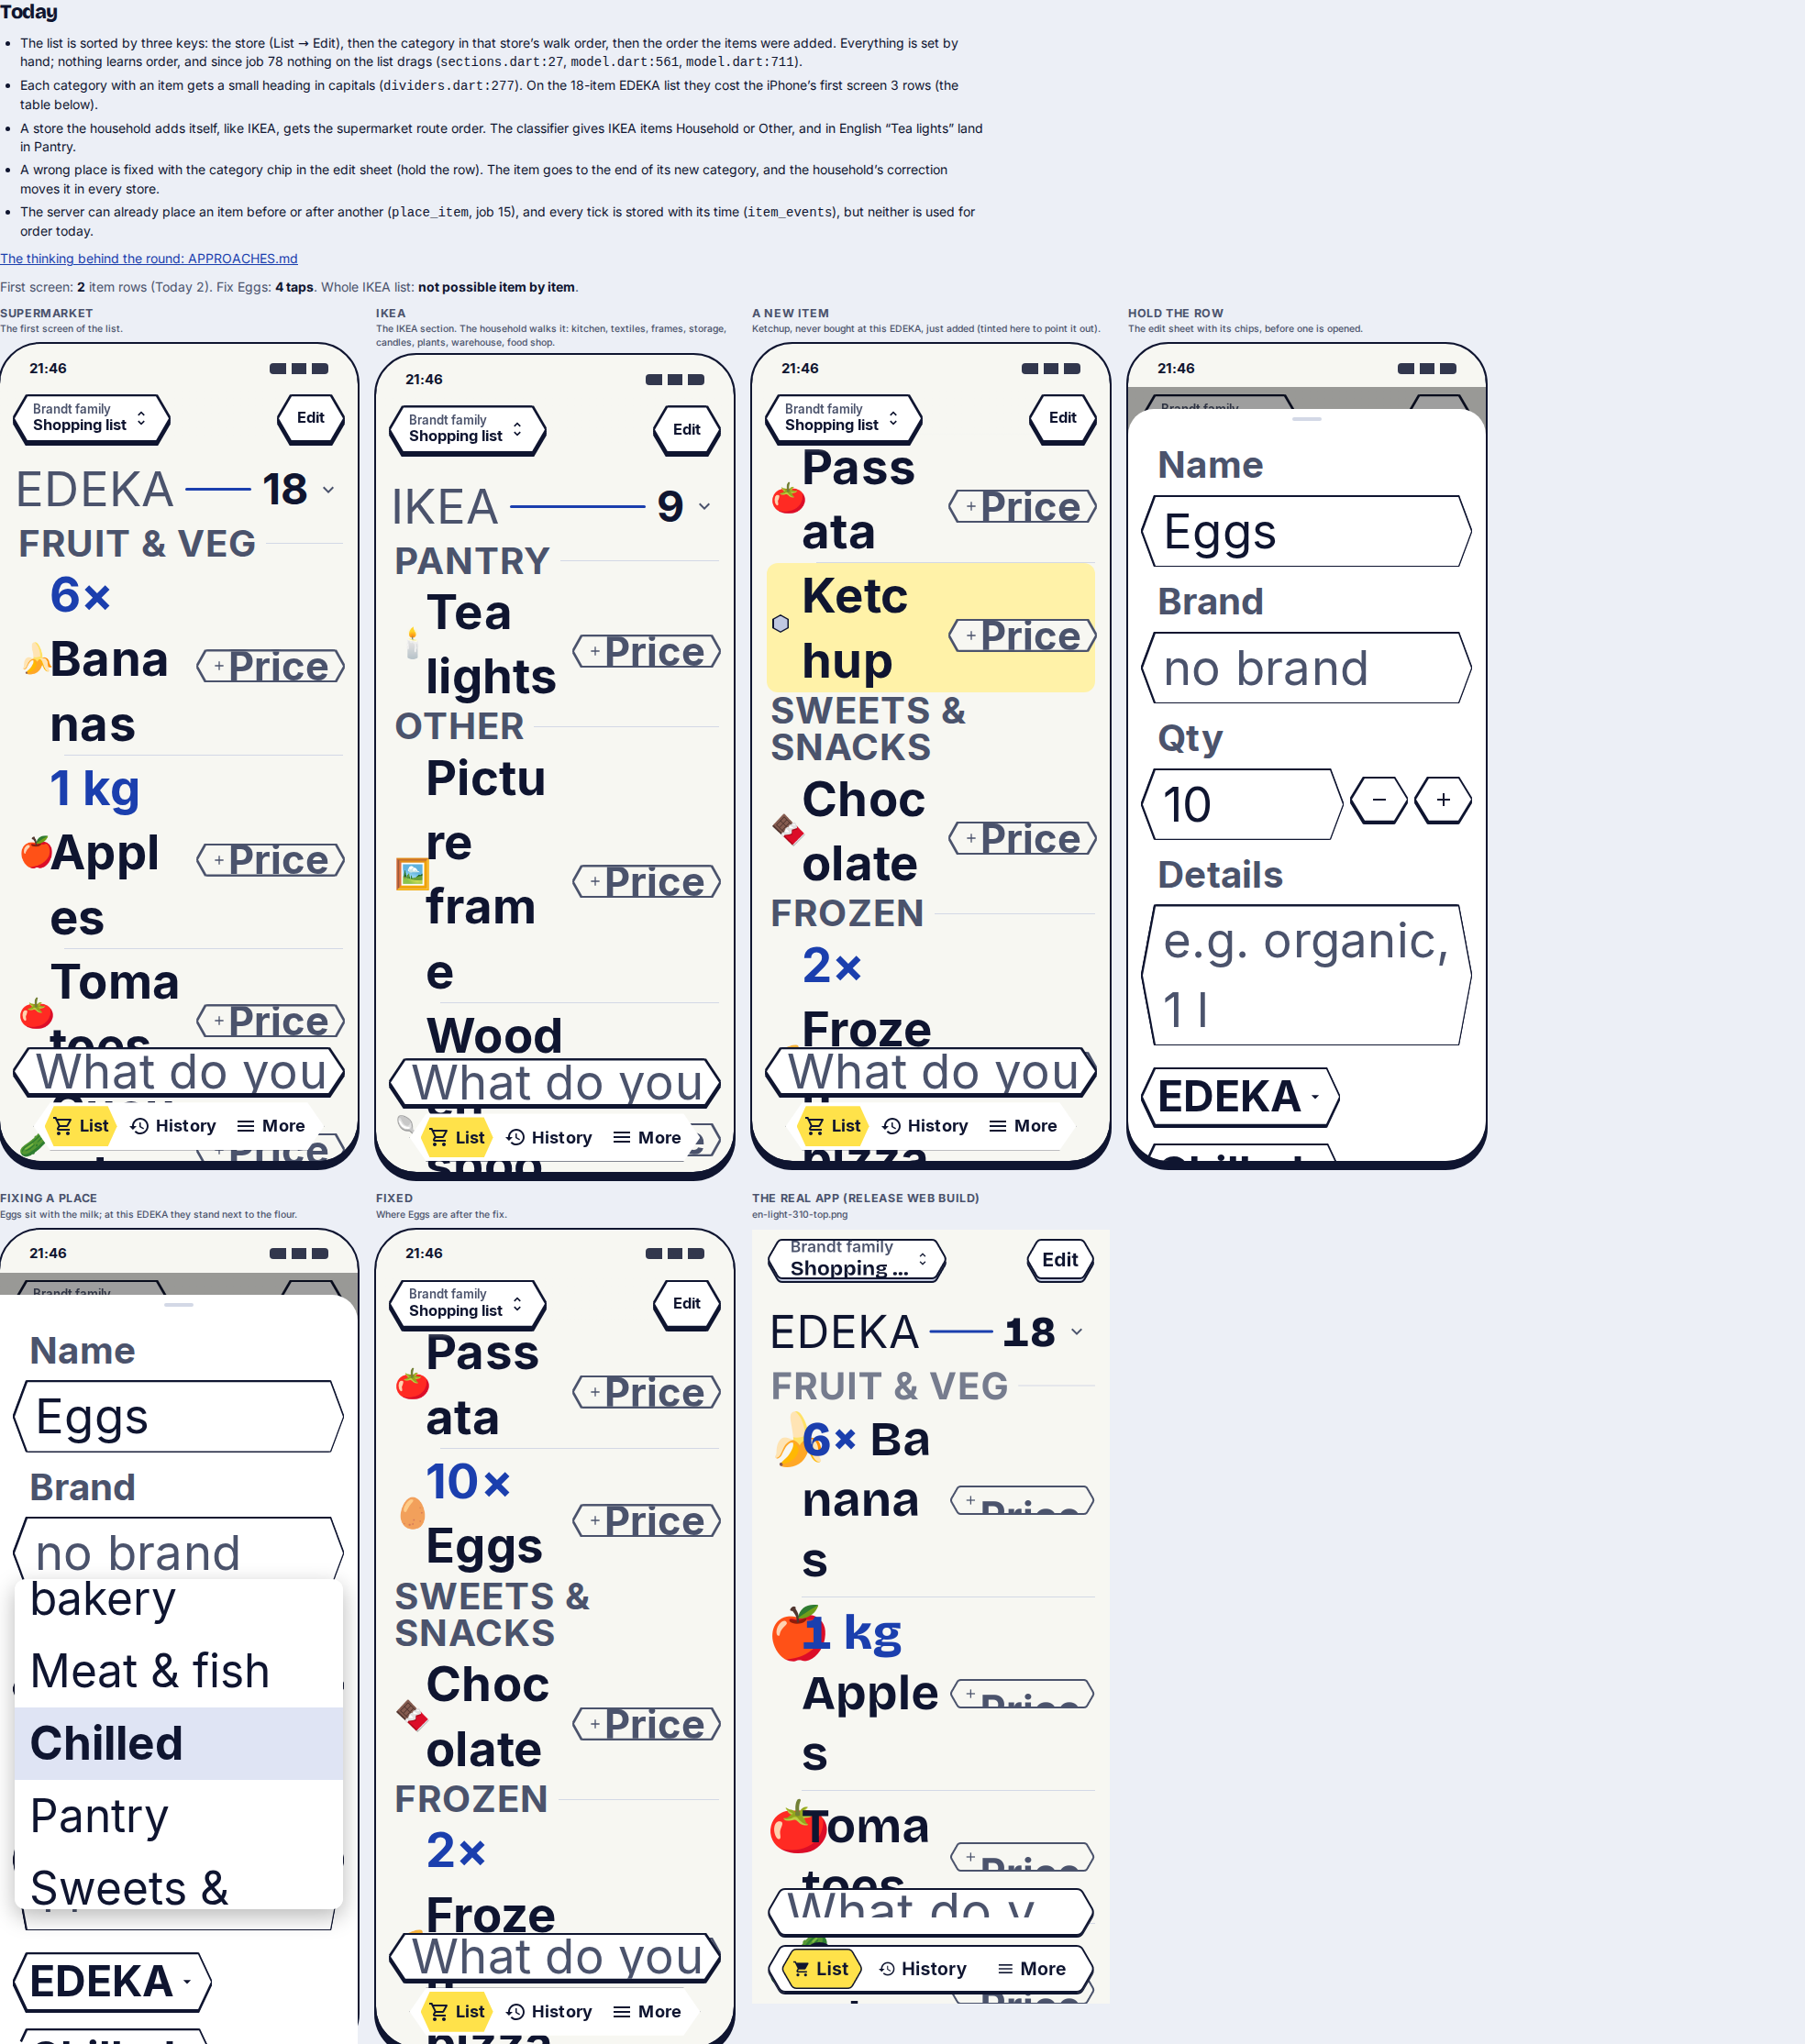 Today
The list is sorted by three keys: the store (List → Edit), then the category in that store's walk order, then the order the items were added. Everything is set by
hand; nothing learns order, and since job 78 nothing on the list drags (sections.dart:27, model.dart:561, model.dart:711).
Each category with an item gets a small heading in capitals (dividers.dart:277). On the 18-item EDEKA list they cost the iPhone's first screen 3 rows (the
table below).
A store the household adds itself, like IKEA, gets the supermarket route order. The classifier gives IKEA items Household or Other, and in English “Tea lights” land
in Pantry.
A wrong place is fixed with the category chip in the edit sheet (hold the row). The item goes to the end of its new category, and the household's correction
moves it in every store.
The server can already place an item before or after another (place_item, job 15), and every tick is stored with its time (item_events), but neither is used for
order today.
The thinking behind the round: APPROACHES.md
First screen: 2 item rows (Today 2). Fix Eggs: 4 taps. Whole IKEA list: not possible item by item.
SUPERMARKET
The first screen of the list.
21:46
Brandt family
Shopping list
Edit
EDEKA 18
FRUIT & VEG
6×
Bana
nas
+ Price
1 kg
Appl
es
+ Price
Toma
toes
+ Price
What do you
List History More
Price
IKEA
The IKEA section. The household walks it: kitchen, textiles, frames, storage,
candles, plants, warehouse, food shop.
21:46
Brandt family
Shopping list
Edit
IKEA 9
PANTRY
Tea
lights
+ Price
OTHER
Pictu
re
fram
e
+ Price
Wood
en
What do you
List History More
spoo
A NEW ITEM
Ketchup, never bought at this EDEKA, just added (tinted here to point it out).
21:46
Brandt family
Shopping list
Edit
Pass
ata
+ Price
Ketc
hup
+ Price
SWEETS &
SNACKS
Choc
olate
+ Price
FROZEN
2×
Froze
What do you
n
List History More
pizza
HOLD THE ROW
The edit sheet with its chips, before one is opened.
21:46
Brandt family
Name
Eggs
Brand
no brand
Qty
10 − +
Details
e.g. organic,
1 l
EDEKA
Chilled
FIXING A PLACE
Eggs sit with the milk; at this EDEKA they stand next to the flour.
21:46
Brandt family
Name
Eggs
Brand
no brand
bakery
Meat & fish
Chilled
Pantry
Sweets &
EDEKA
Chilled
FIXED
Where Eggs are after the fix.
21:46
Brandt family
Shopping list
Edit
Pass
ata
+ Price
10×
Eggs
+ Price
SWEETS &
SNACKS
Choc
olate
+ Price
FROZEN
2×
Froze
What do you
n
List History More
pizza
THE REAL APP (RELEASE WEB BUILD)
en-light-310-top.png
Brandt family
Shopping ...
Edit
EDEKA 18
FRUIT & VEG
6× Ba
nana
s
+ Price
1 kg
Apple
s
+ Price
Toma
toes
+ Price
What do y
List History More